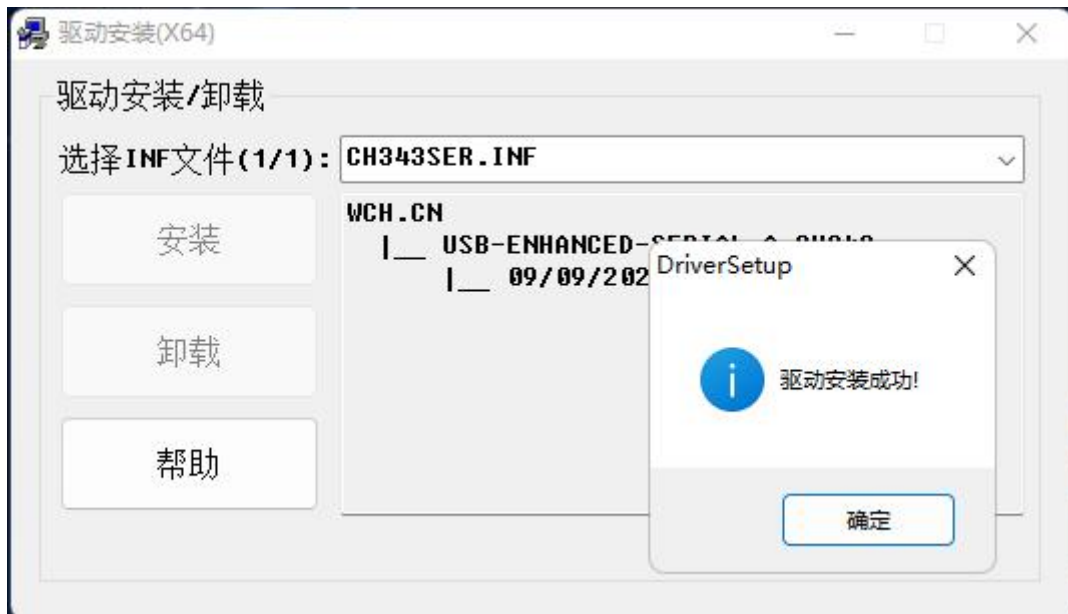 驱动安装(X64)
驱动安装/卸载
选择INF文件(1/1):
CH343SER.INF
安装
卸载
帮助
WCH.CN
|__ USB-ENHANCED-SERIAL
|__ 09/09/202
DriverSetup
驱动安装成功!
确定